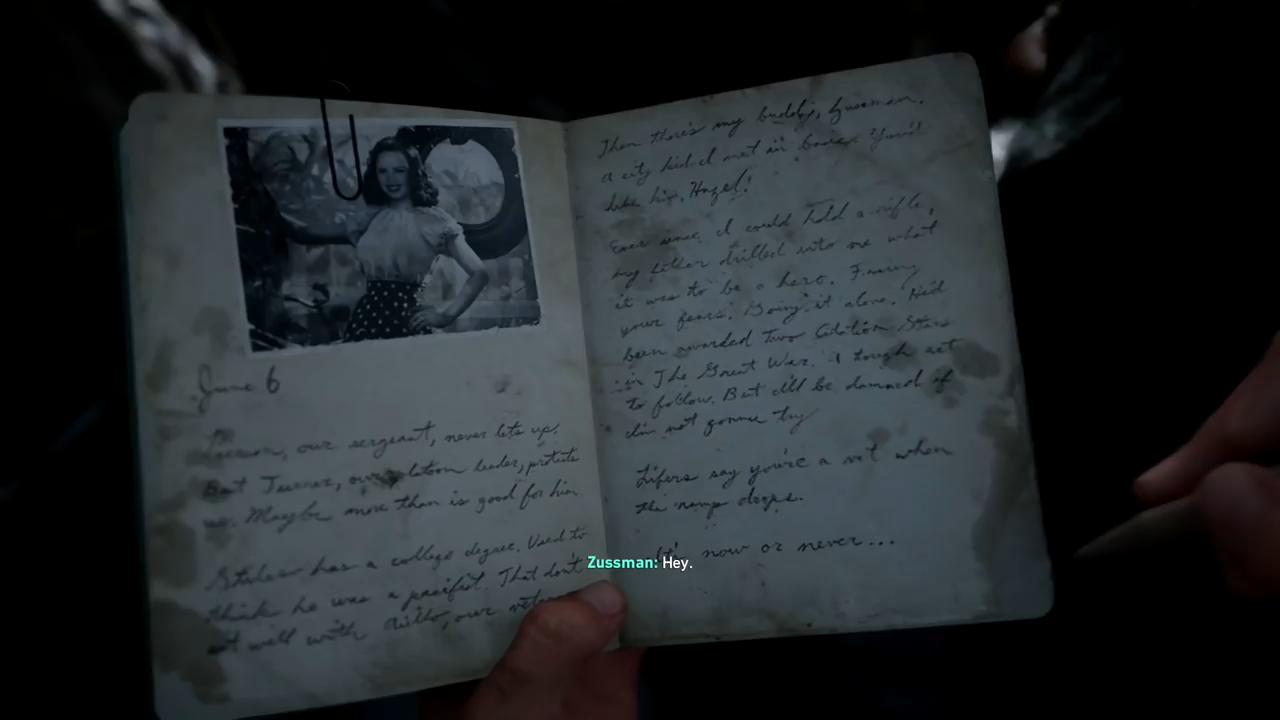 June 6
Pierson, our sergeant, never lets up.
But Turner, our platoon leader, protects
us. Maybe more than is good for him.
Stiles has a college degree. Used to
think he was a pacifist. That don't
set well with Aiello, our veteran
Then there's my buddy, Zussman.
a city kid I met in basic. You'd
like him, Hazel!
Ever since I could hold a rifle,
my father drilled into me what
it was to be a hero. Facing
your fears. Doing it alone. He'd
been awarded Two Citation Stars
in The Great War. A tough act
to follow. But I'll be damned if
I'm not gonna try
Lifers say you're a vet when
the ramp drops.
It's now or never...
Zussman: Hey.